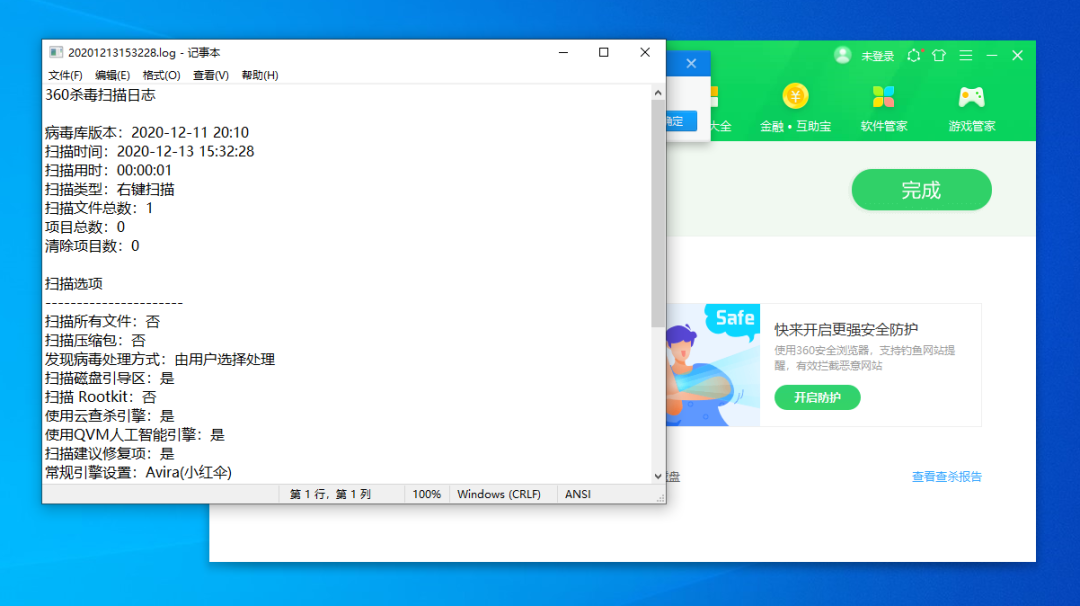 20201213153228.log - 记事本
文件(F) 编辑(E) 格式(O) 查看(V) 帮助(H)
360杀毒扫描日志
病毒库版本：2020-12-11 20:10
扫描时间：2020-12-13 15:32:28
扫描用时：00:00:01
扫描类型：右键扫描
扫描文件总数：1
项目总数：0
清除项目数：0
扫描选项
----------------------
扫描所有文件：否
扫描压缩包：否
发现病毒处理方式：由用户选择处理
扫描磁盘引导区：是
扫描 Rootkit：否
使用云查杀引擎：是
使用QVM人工智能引擎：是
扫描建议修复项：是
常规引擎设置：Avira(小红伞)
第 1 行，第 1 列 100% Windows (CRLF) ANSI
未登录
确定
大全 金融•互助宝 软件管家 游戏管家
完成
Safe
快来开启更强安全防护
使用360安全浏览器，支持钓鱼网站提
醒，有效拦截恶意网站
开启防护
盘
查看查杀报告